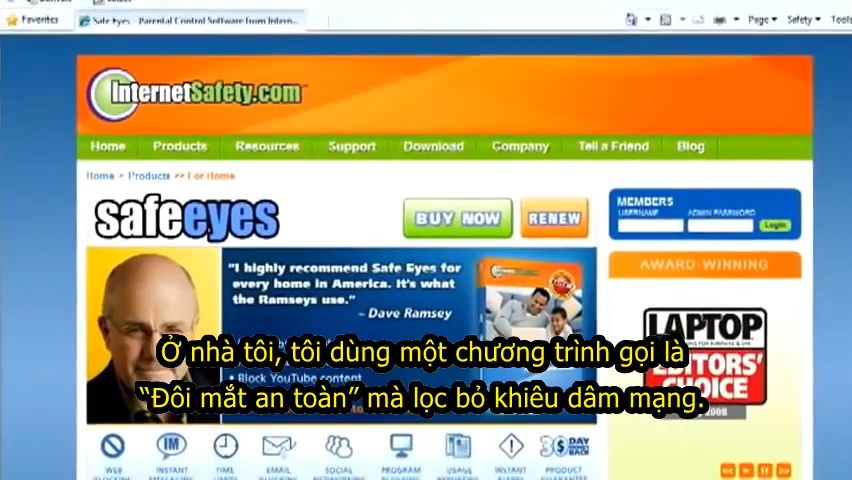 Favorites
Safe Eyes - Parental Control Software from Intern...
Page
Safety
Tools
InternetSafety.com
Home Products Resources Support Download Company Tell a Friend Blog
Home > Products >> For Home
safeeyes
BUY NOW
RENEW
MEMBERS
USERNAME ADMIN PASSWORD
Login
"I highly recommend Safe Eyes for
every home in America. It's what
the Ramseys use."
– Dave Ramsey
• Block YouTube content
InternetSafety.com
AWARD-WINNING
LAPTOP
EDITORS'
CHOICE
2008
Ở nhà tôi, tôi dùng một chương trình gọi là
“Đôi mắt an toàn” mà lọc bỏ khiêu dâm mạng.
WEB
INSTANT
TIME
EMAIL
SOCIAL
PROGRAM
USAGE
INSTANT
PRODUCT
$30 DAY
MONEY
BACK